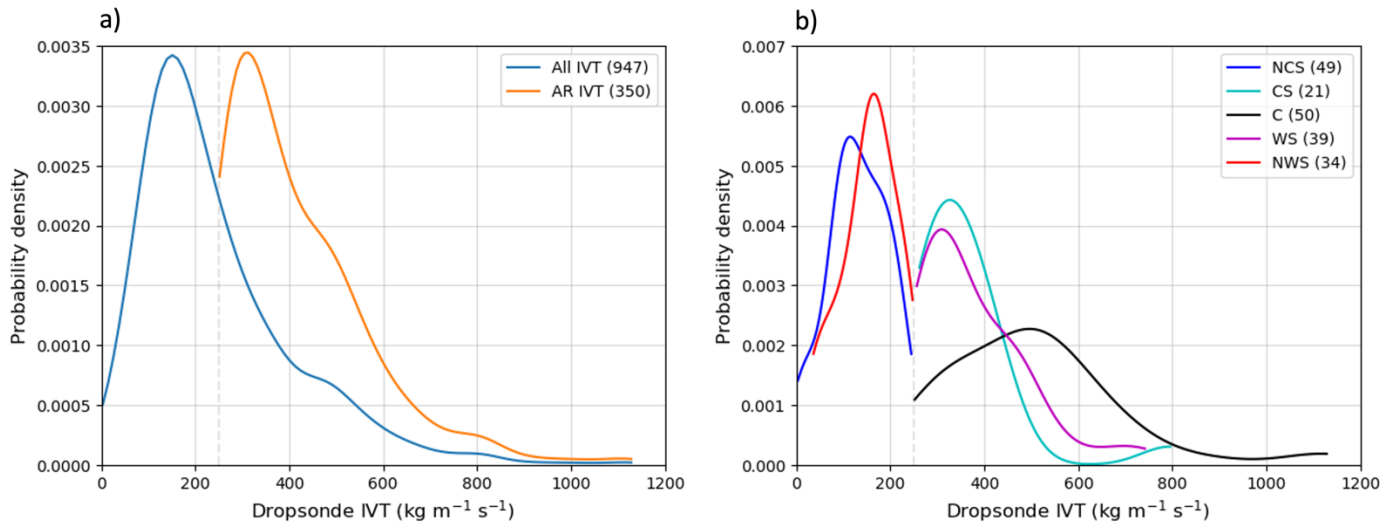 a)
0.0035
0.0030
0.0025
0.0020
0.0015
0.0010
0.0005
0.0000
Probability density
0
200
400
600
800
1000
1200
Dropsonde IVT (kg m⁻¹ s⁻¹)
All IVT (947)
AR IVT (350)
b)
0.007
0.006
0.005
0.004
0.003
0.002
0.001
0.000
Probability density
0
200
400
600
800
1000
1200
Dropsonde IVT (kg m⁻¹ s⁻¹)
NCS (49)
CS (21)
C (50)
WS (39)
NWS (34)